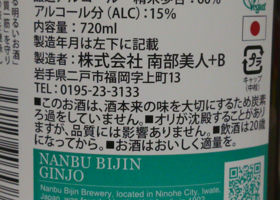 容量：720ml
アルコール分（ALC）：15%
製造年月は左下に記載
製造者：株式会社 南部美人+B
岩手県二戸市福岡字上町13
TEL：0195-23-3133
■このお酒は、酒本来の味を大切にするため炭素
ろ過をしていません。■オリが沈殿することがあり
ますが、品質には影響ありません。■飲酒は20歳
になってから。■お酒はおいしく適量を。
NANBU BIJIN
GINJO
Nanbu Bijin Brewery, located in Ninohe City, Iwate,